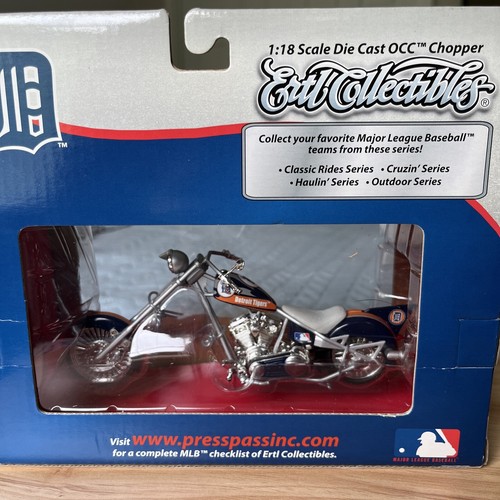 1:18 Scale Die Cast OCC™ Chopper
Ertl Collectibles®
Collect your favorite Major League Baseball™
teams from these series!
• Classic Rides Series • Cruzin' Series
• Haulin' Series • Outdoor Series
TM
Detroit Tigers
Visit www.presspassinc.com
for a complete MLB™ checklist of Ertl Collectibles.
MAJOR LEAGUE BASEBALL